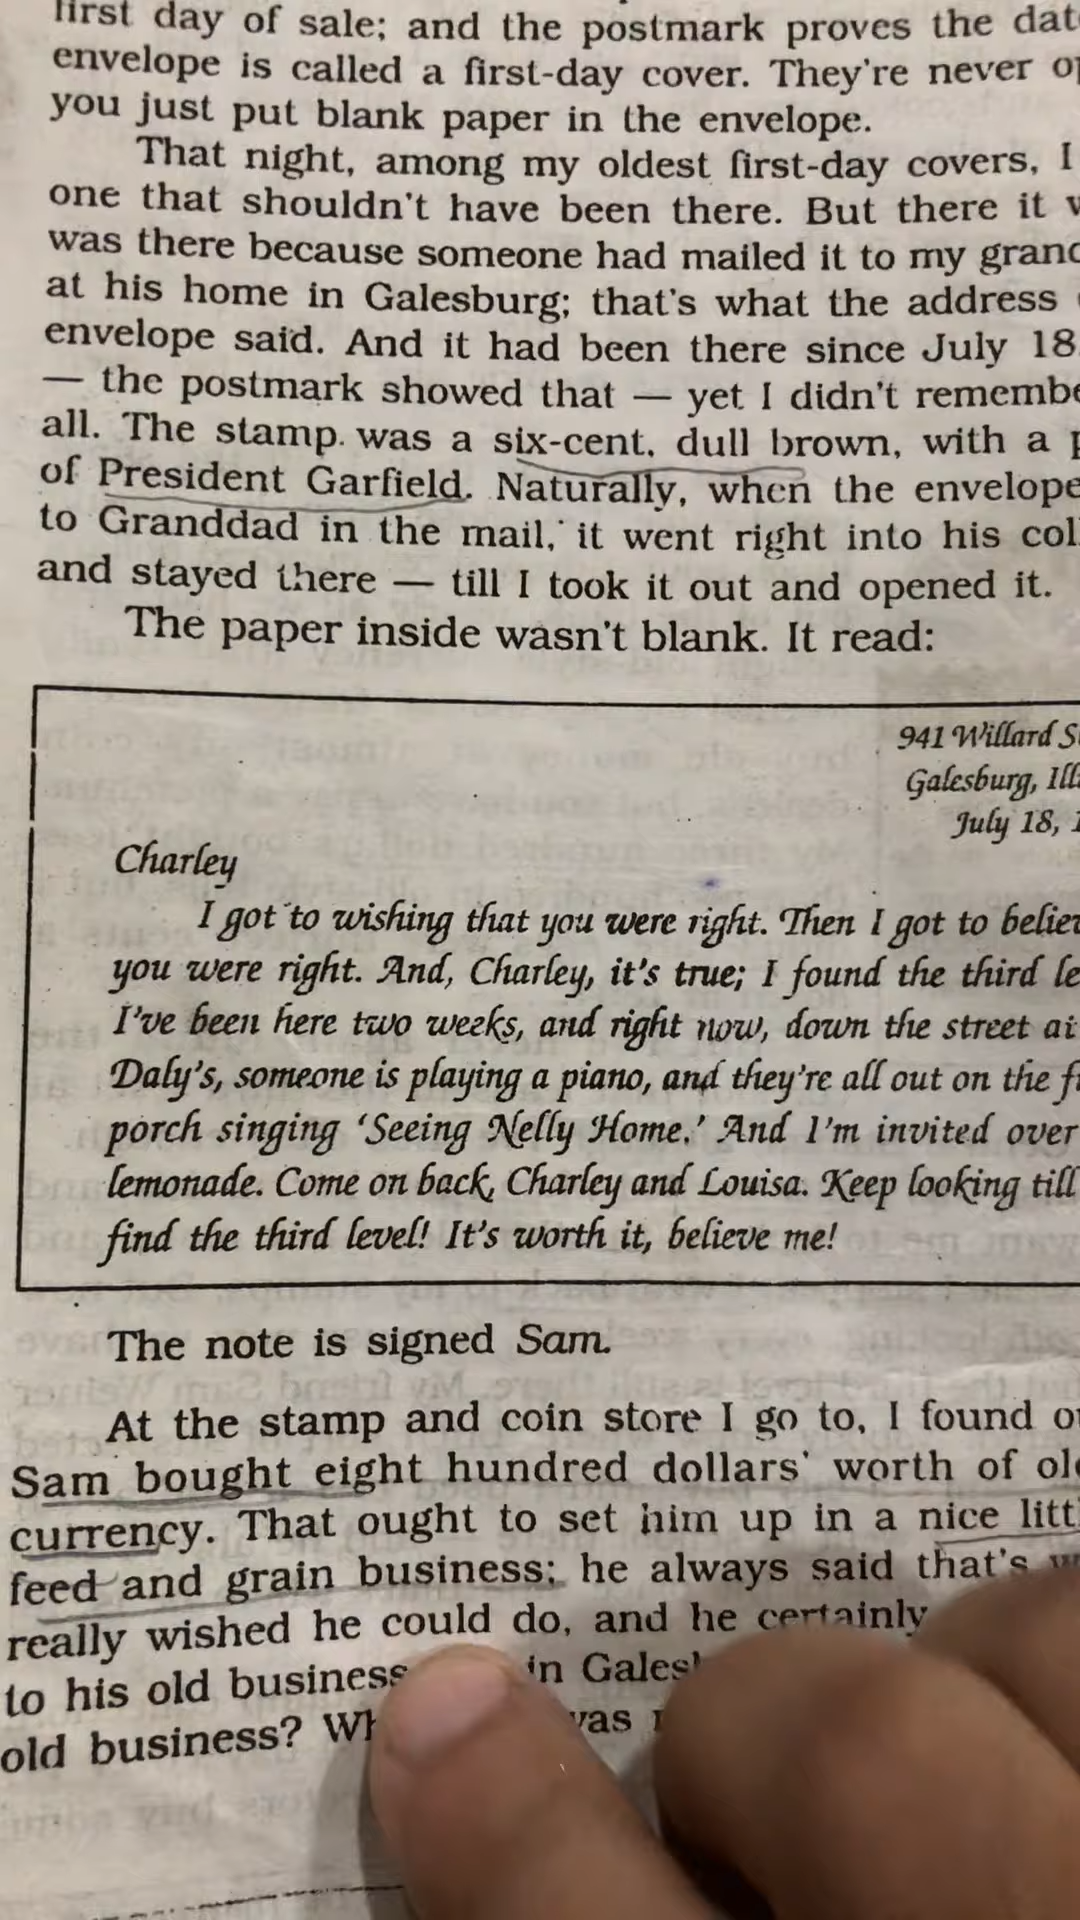 first day of sale; and the postmark proves the
envelope is called a first-day cover. They're never
you just put blank paper in the envelope.
That night, among my oldest first-day covers, I
one that shouldn't have been there. But there it
was there because someone had mailed it to my
at his home in Galesburg; that's what the address
envelope said. And it had been there since July 18
— the postmark showed that — yet I didn't
all. The stamp was a six-cent, dull brown, with a
of President Garfield. Naturally, when the envelope
to Granddad in the mail, it went right into his
and stayed there — till I took it out and opened it.
The paper inside wasn't blank. It read:
941 Willard
Galesburg,
July 18,
Charley
I got to wishing that you were right. Then I got to
you were right. And, Charley, it's true; I found the third
I've been here two weeks, and right now, down the street
Daly's, someone is playing a piano, and they're all out on the
porch singing ‘Seeing Nelly Home.’ And I'm invited over
lemonade. Come on back, Charley and Louisa. Keep looking till
find the third level! It's worth it, believe me!
The note is signed Sam.
At the stamp and coin store I go to, I found
Sam bought eight hundred dollars' worth of
currency. That ought to set him up in a nice
feed and grain business; he always said that's
really wished he could do, and he certainly
to his old business in
old business?